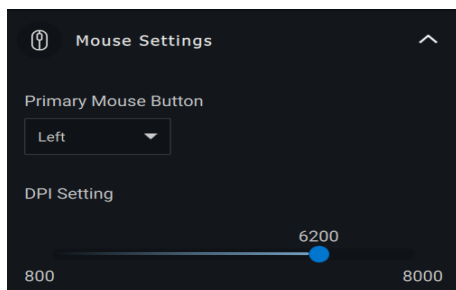 Mouse Settings
Primary Mouse Button
Left
DPI Setting
6200
800 8000